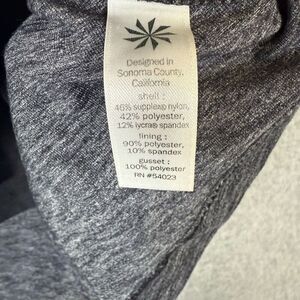 Designed in
Sonoma County,
California
shell :
46% supplex® nylon,
42% polyester,
12% lycra® spandex
lining :
90% polyester,
10% spandex
gusset :
100% polyester
RN #54023